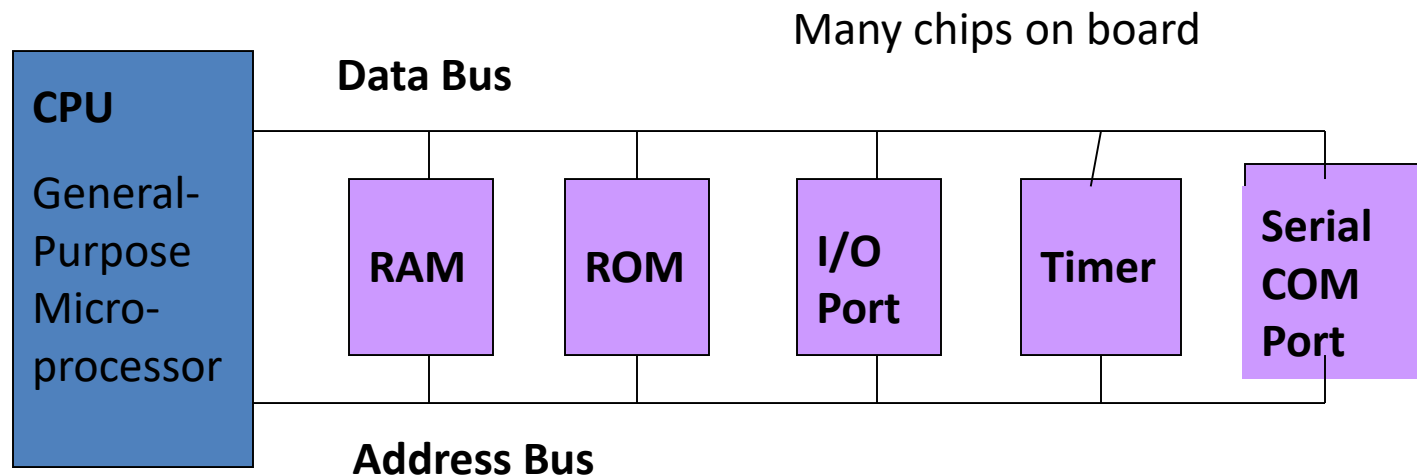 Many chips on board
Data Bus
CPU
General-
Purpose
Micro-
processor
RAM
ROM
I/O
Port
Timer
Serial
COM
Port
Address Bus